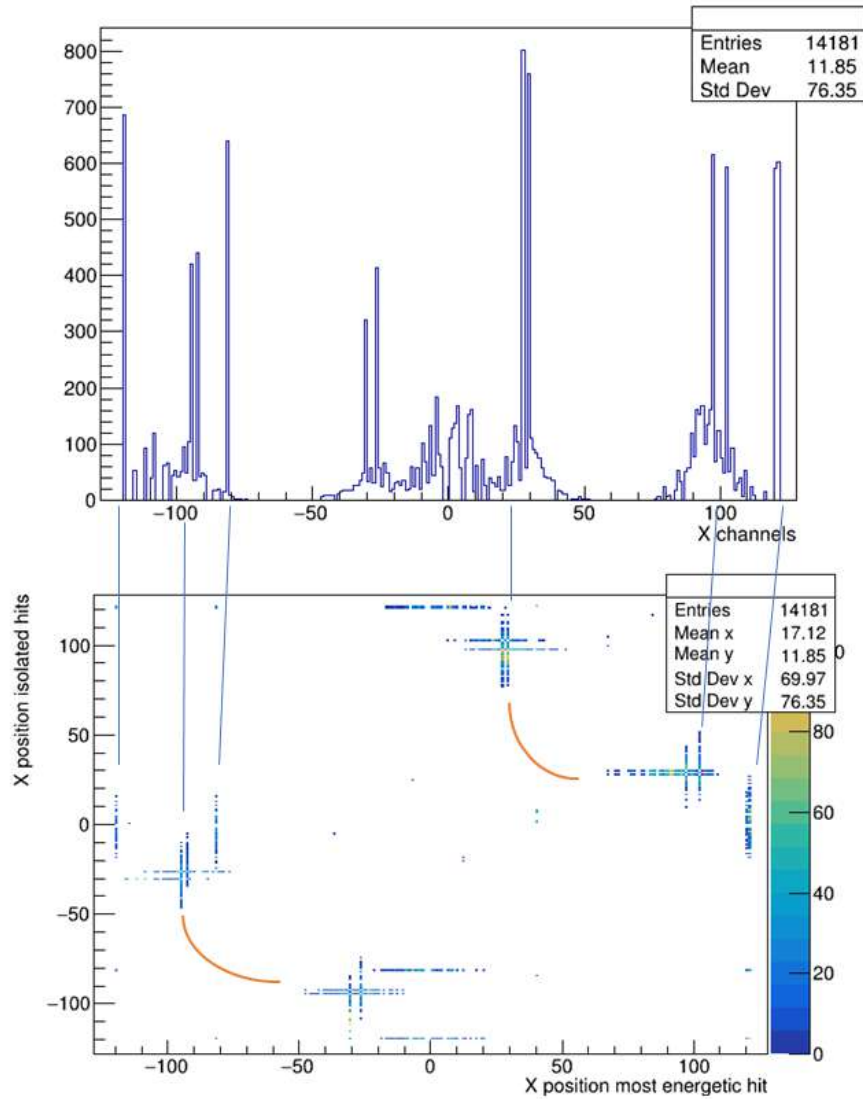 Entries 14181
Mean 11.85
Std Dev 76.35
800
700
600
500
400
300
200
100
0
−100 −50 0 50 100
X channels
X position isolated hits
Entries 14181
Mean x 17.12
Mean y 11.85
Std Dev x 69.97
Std Dev y 76.35
0
100
50
0
−50
−100
80
60
40
20
0
−100 −50 0 50 100
X position most energetic hit